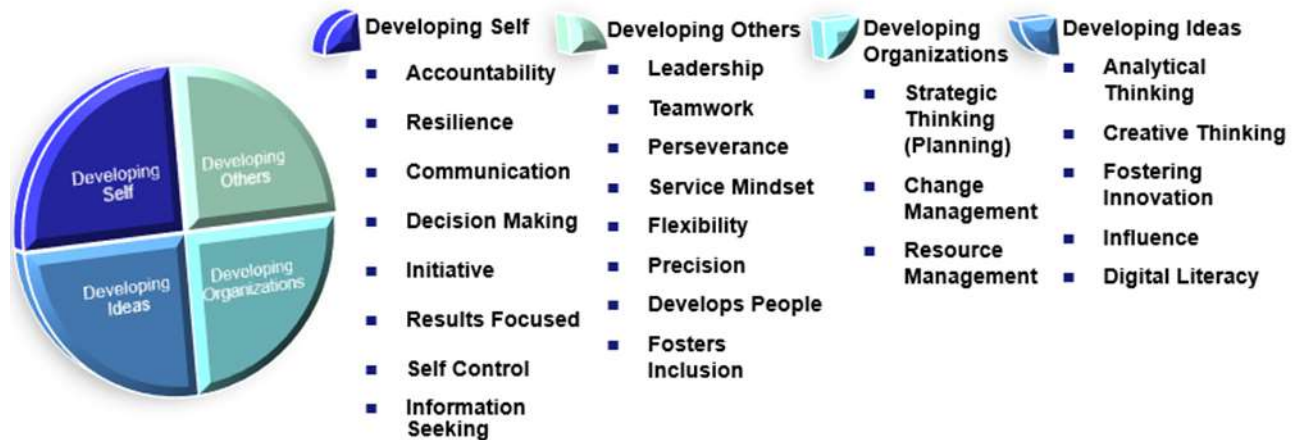 Developing
Self
Developing
Others
Developing
Ideas
Developing
Organizations
Developing Self
Accountability
Resilience
Communication
Decision Making
Initiative
Results Focused
Self Control
Information
Seeking
Developing Others
Leadership
Teamwork
Perseverance
Service Mindset
Flexibility
Precision
Develops People
Fosters
Inclusion
Developing
Organizations
Strategic
Thinking
(Planning)
Change
Management
Resource
Management
Developing Ideas
Analytical
Thinking
Creative Thinking
Fostering
Innovation
Influence
Digital Literacy